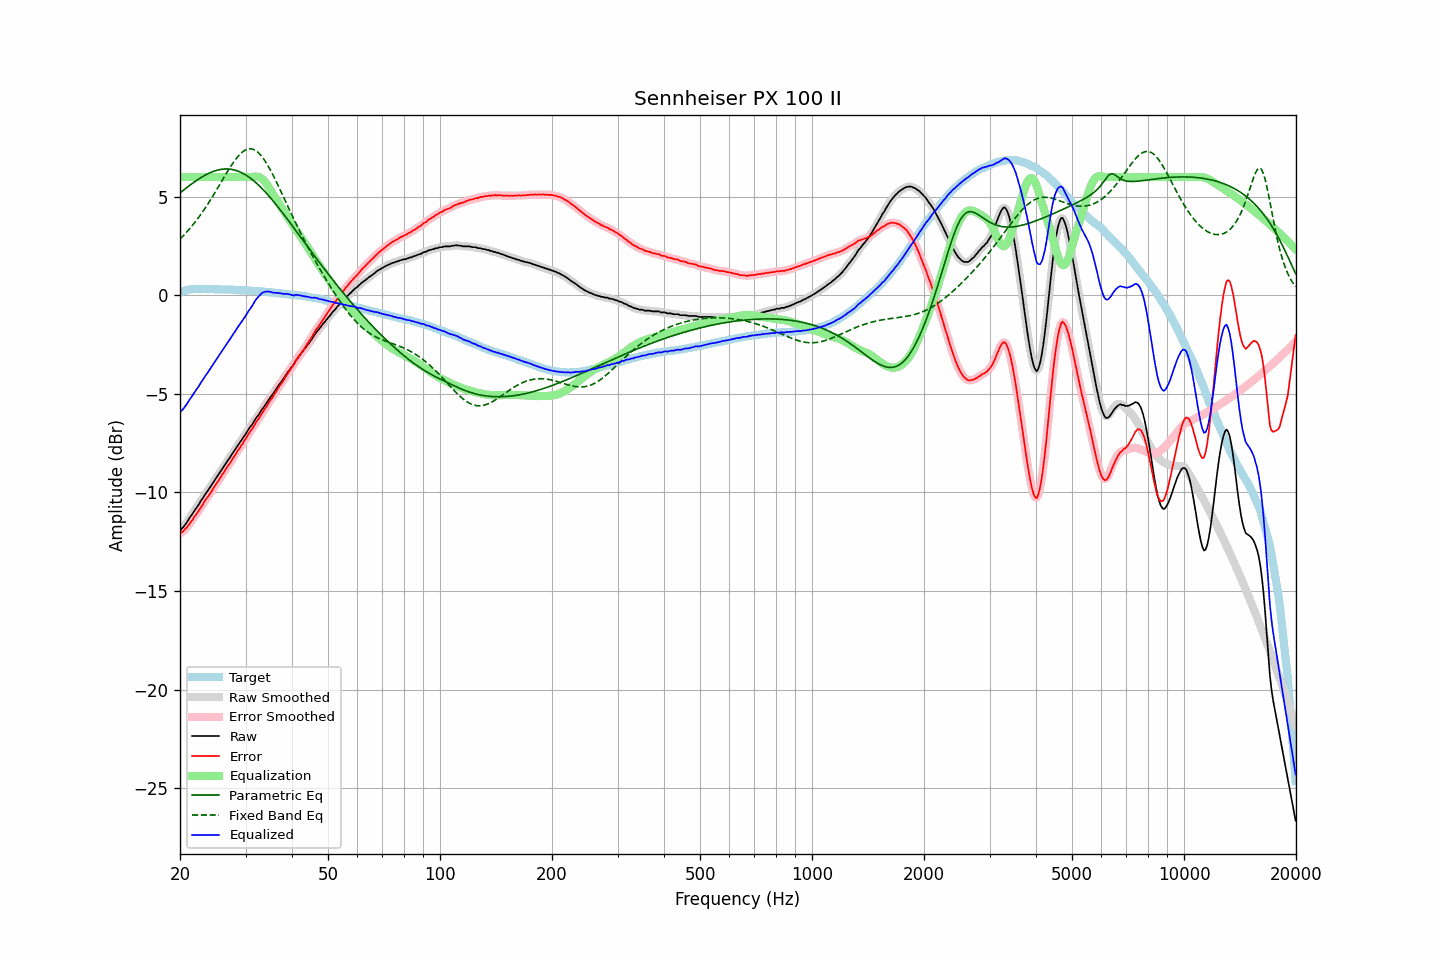 Sennheiser PX 100 II
Amplitude (dBr)
5
0
−5
−10
−15
−20
−25
Target
Raw Smoothed
Error Smoothed
Raw
Error
Equalization
Parametric Eq
Fixed Band Eq
Equalized
20 50 100 200 500 1000 2000 5000 10000 20000
Frequency (Hz)